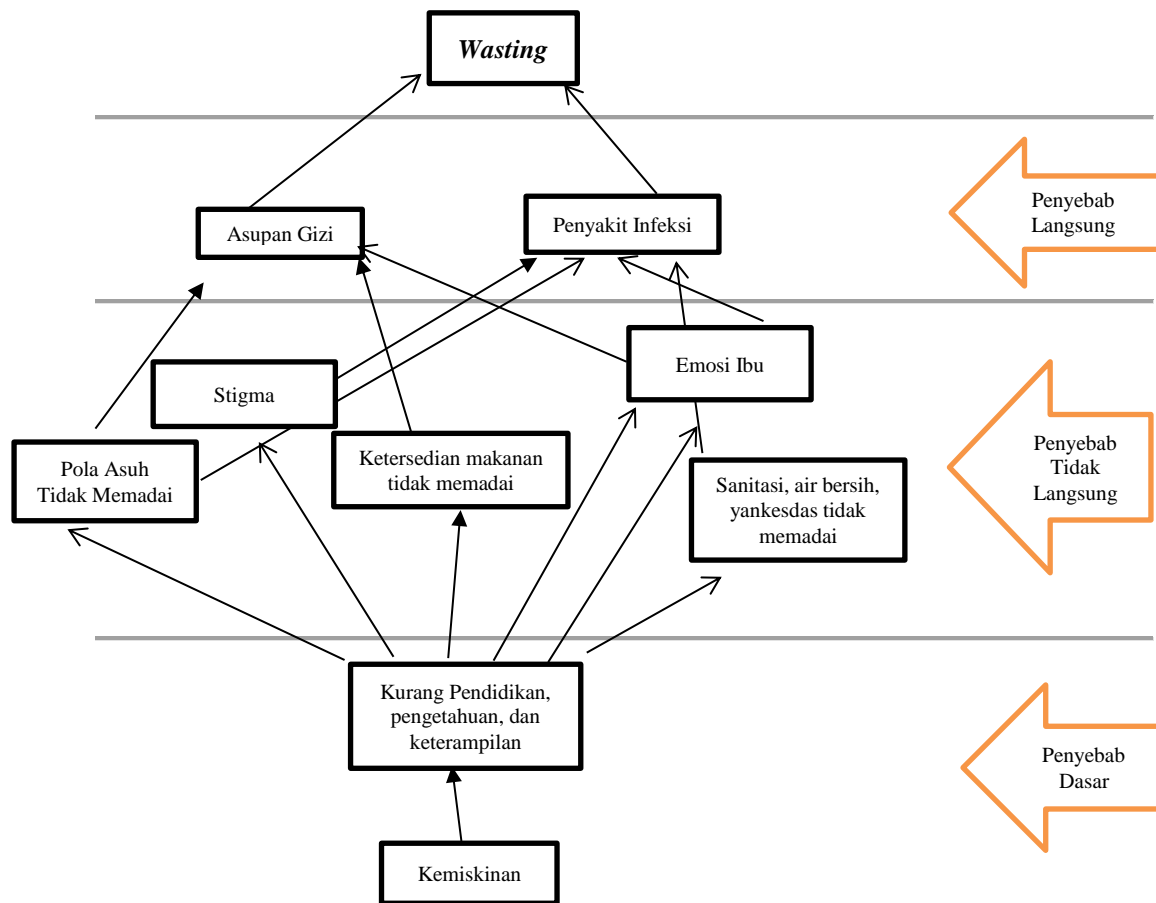 Wasting
Penyebab
Langsung
Asupan Gizi
Penyakit Infeksi
Emosi Ibu
Stigma
Penyebab
Tidak
Langsung
Pola Asuh
Tidak Memadai
Ketersedian makanan
tidak memadai
Sanitasi, air bersih,
yankesdas tidak
memadai
Kurang Pendidikan,
pengetahuan, dan
keterampilan
Penyebab
Dasar
Kemiskinan